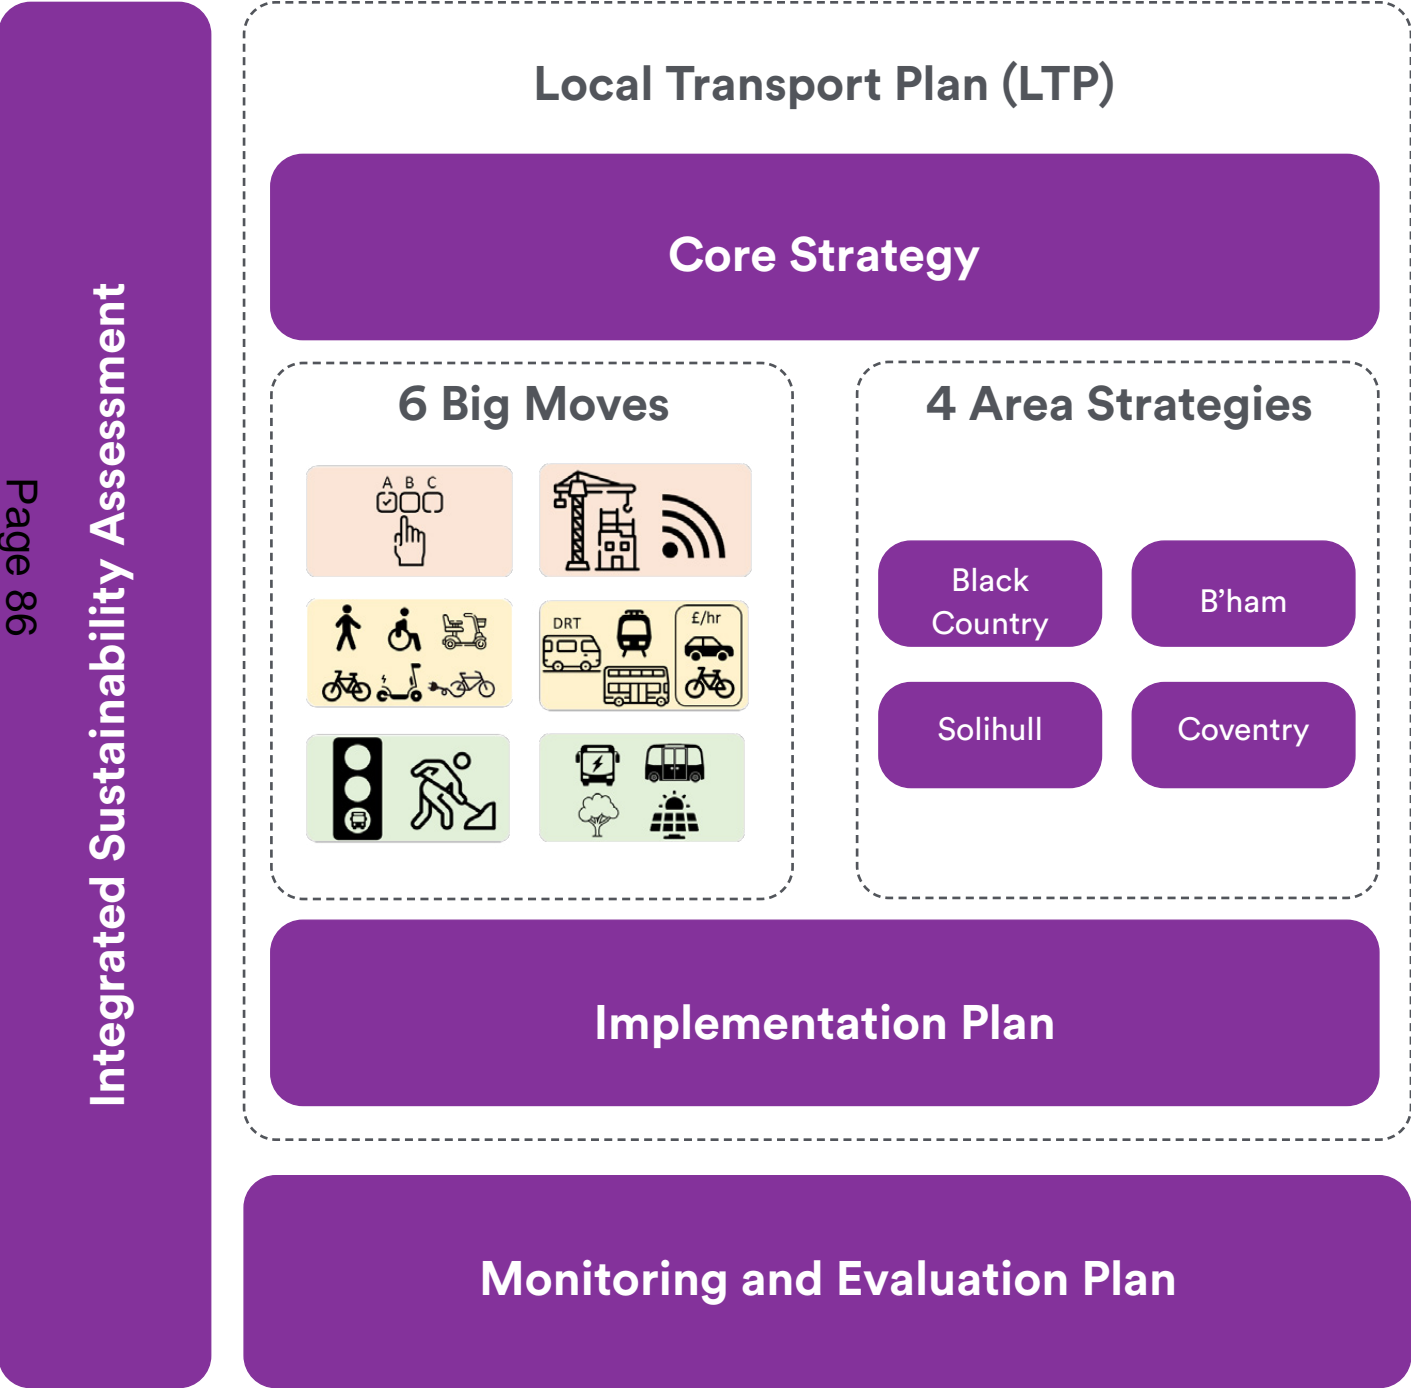 Page 86
Integrated Sustainability Assessment
Local Transport Plan (LTP)
Core Strategy
6 Big Moves
A B C
DRT
£/hr
4 Area Strategies
Black
Country
B’ham
Solihull
Coventry
Implementation Plan
Monitoring and Evaluation Plan